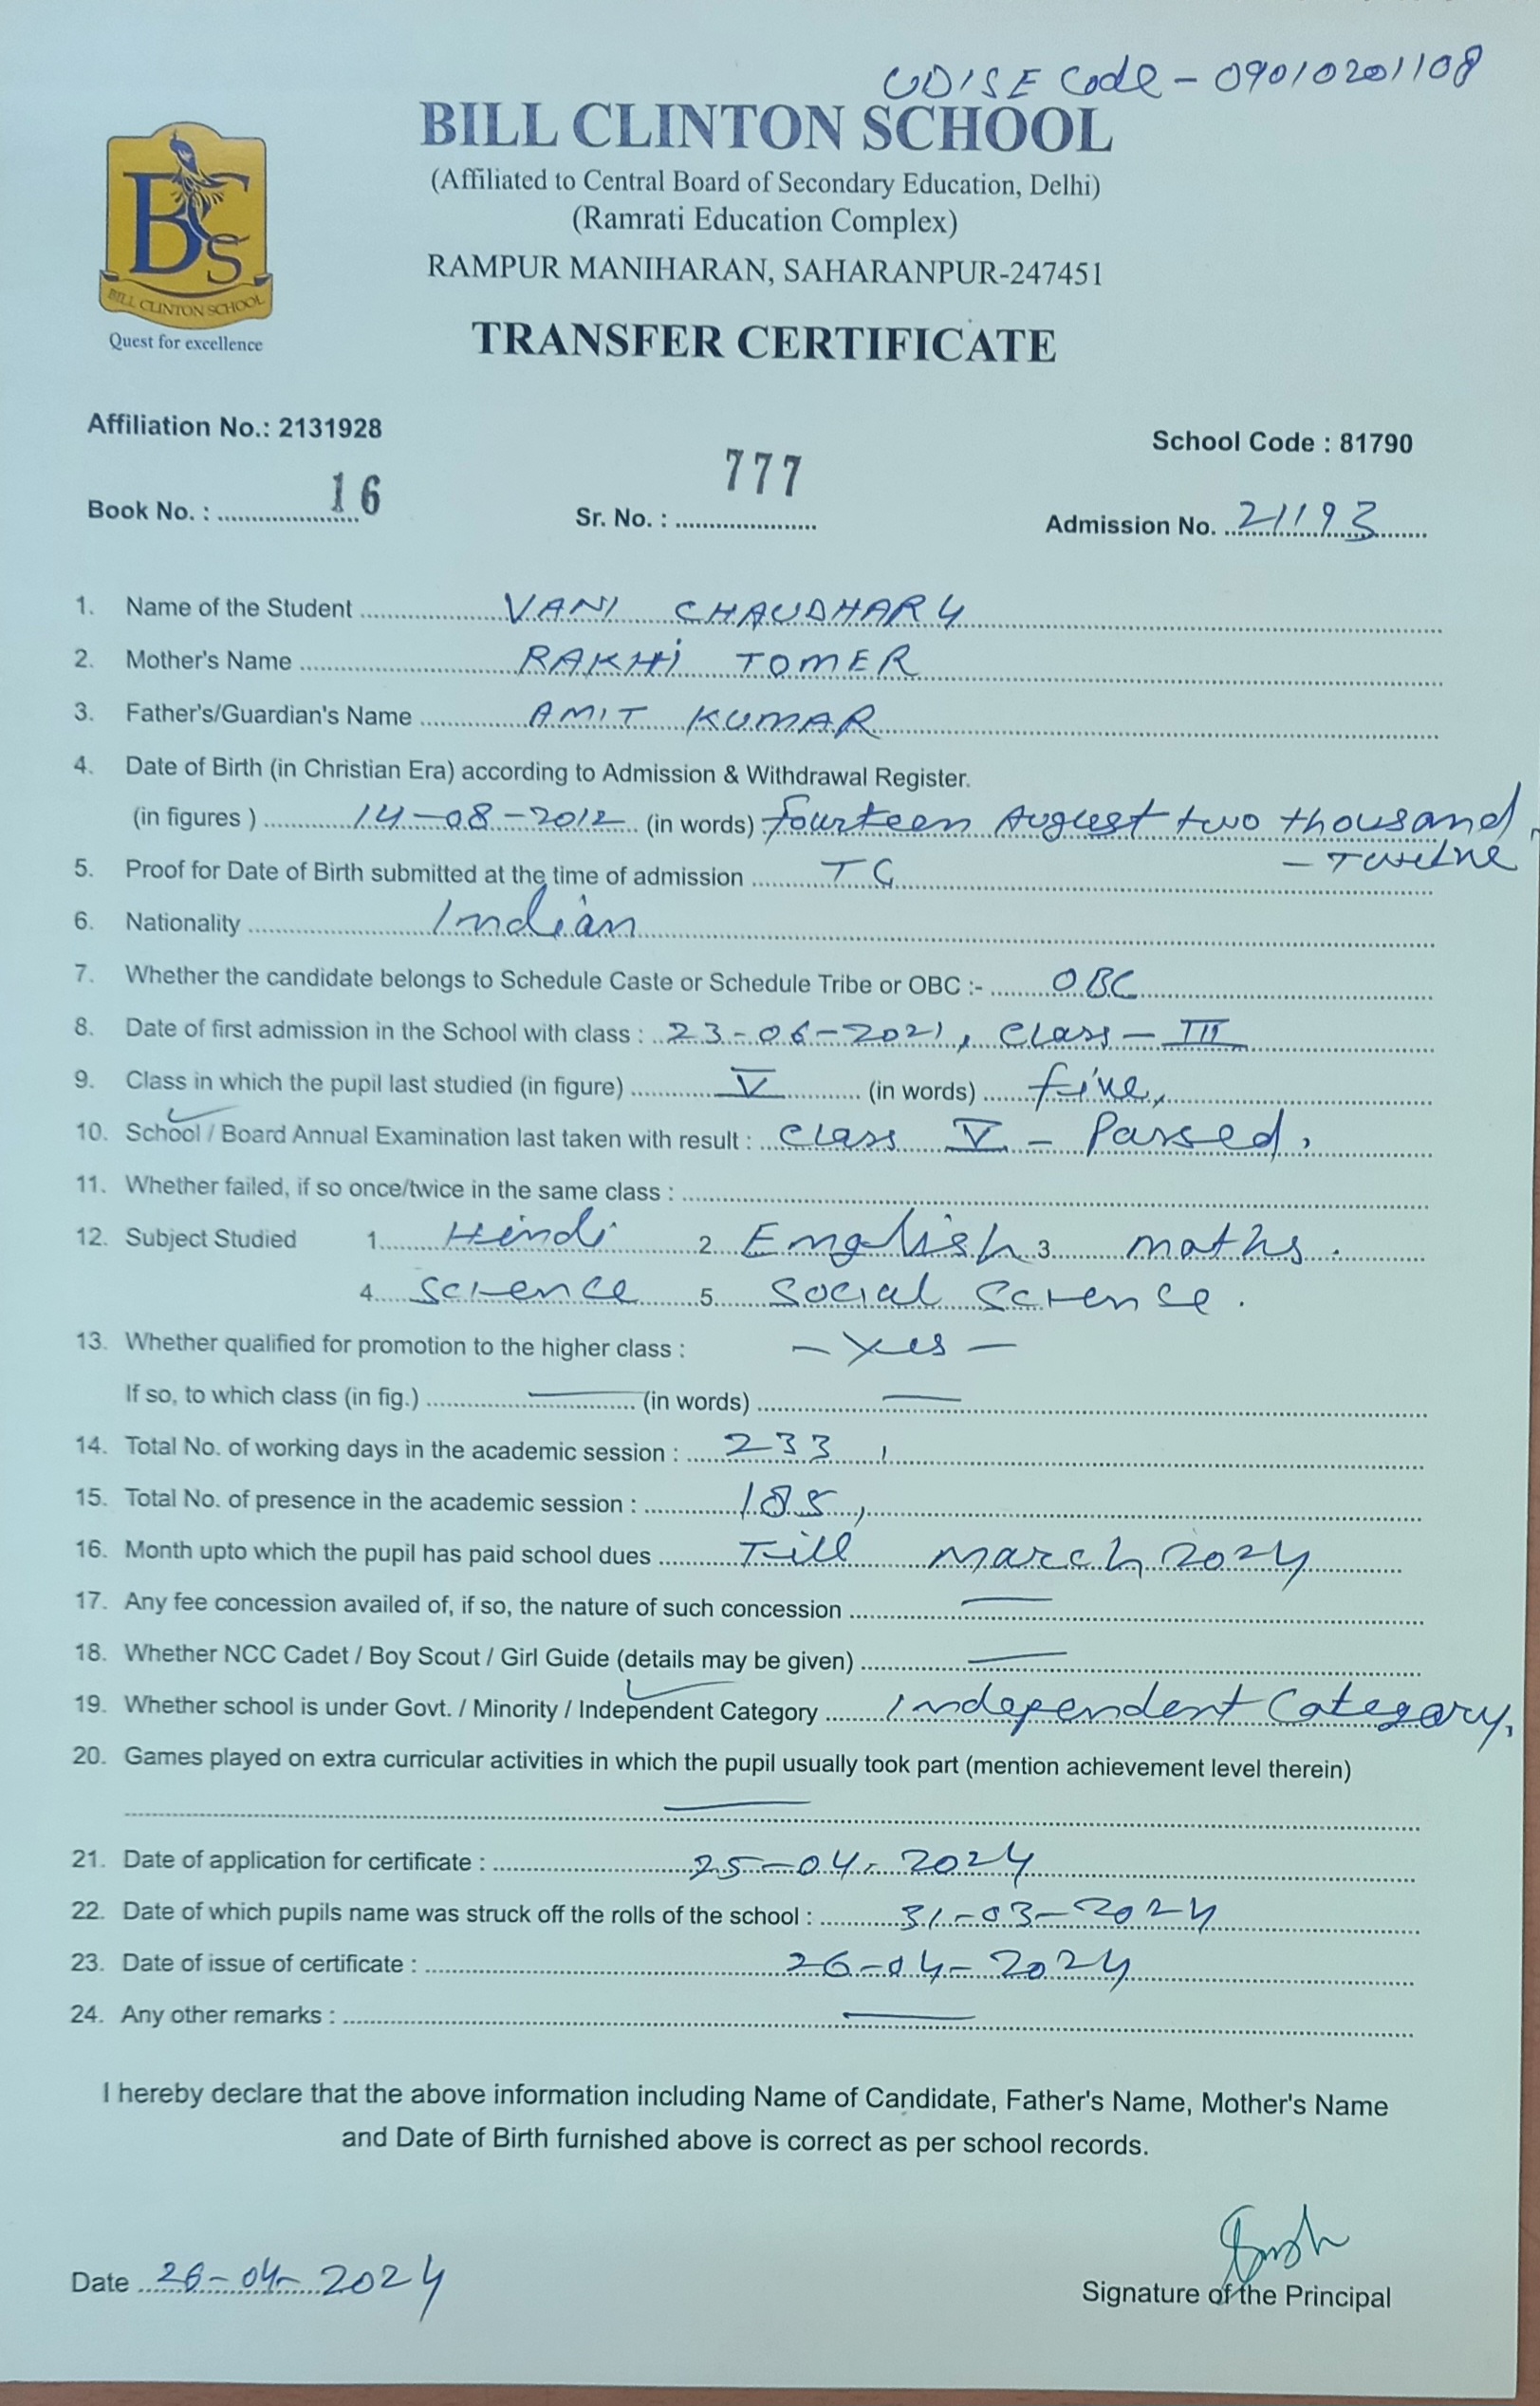 UDISE Code - 09010201108
BILL CLINTON SCHOOL
(Affiliated to Central Board of Secondary Education, Delhi)
(Ramrati Education Complex)
RAMPUR MANIHARAN, SAHARANPUR-247451
BCS
BILL CLINTON SCHOOL
Quest for excellence
TRANSFER CERTIFICATE
Affiliation No.: 2131928 School Code : 81790
Book No. : 16 Sr. No. : 777 Admission No. 21193
1. Name of the Student VANI CHAUDHARY
2. Mother's Name RAKHI TOMER
3. Father's/Guardian's Name AMIT KUMAR
4. Date of Birth (in Christian Era) according to Admission & Withdrawal Register.
(in figures ) 14-08-2012 (in words) fourteen August two thousand
- Twelve
5. Proof for Date of Birth submitted at the time of admission TC
6. Nationality Indian
7. Whether the candidate belongs to Schedule Caste or Schedule Tribe or OBC :- OBC
8. Date of first admission in the School with class : 23-06-2021, Class - III
9. Class in which the pupil last studied (in figure) V (in words) five,
10. School / Board Annual Examination last taken with result : Class V - Passed,
11. Whether failed, if so once/twice in the same class :
12. Subject Studied 1. Hindi 2. English 3. maths.
4. Science 5. Social Science.
13. Whether qualified for promotion to the higher class : - Yes -
If so, to which class (in fig.) — (in words) —
14. Total No. of working days in the academic session : 233,
15. Total No. of presence in the academic session : 185,
16. Month upto which the pupil has paid school dues Till March 2024
17. Any fee concession availed of, if so, the nature of such concession —
18. Whether NCC Cadet / Boy Scout / Girl Guide (details may be given) —
19. Whether school is under Govt. / Minority / Independent Category Independent Category,
20. Games played on extra curricular activities in which the pupil usually took part (mention achievement level therein)
—
21. Date of application for certificate : 25-04-2024
22. Date of which pupils name was struck off the rolls of the school : 31-03-2024
23. Date of issue of certificate : 26-04-2024
24. Any other remarks : —
I hereby declare that the above information including Name of Candidate, Father's Name, Mother's Name
and Date of Birth furnished above is correct as per school records.
Date 26-04-2024
Signature of the Principal